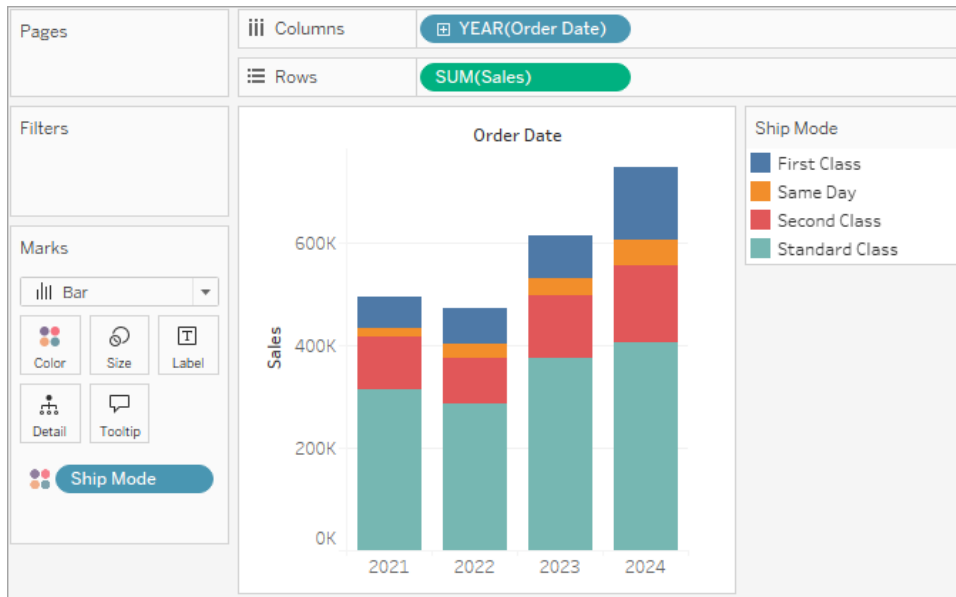 Pages
Columns
YEAR(Order Date)
Rows
SUM(Sales)
Filters
Marks
Bar
Color
Size
T
Label
Detail
Tooltip
Ship Mode
Order Date
Sales
600K
400K
200K
0K
2021 2022 2023 2024
Ship Mode
First Class
Same Day
Second Class
Standard Class